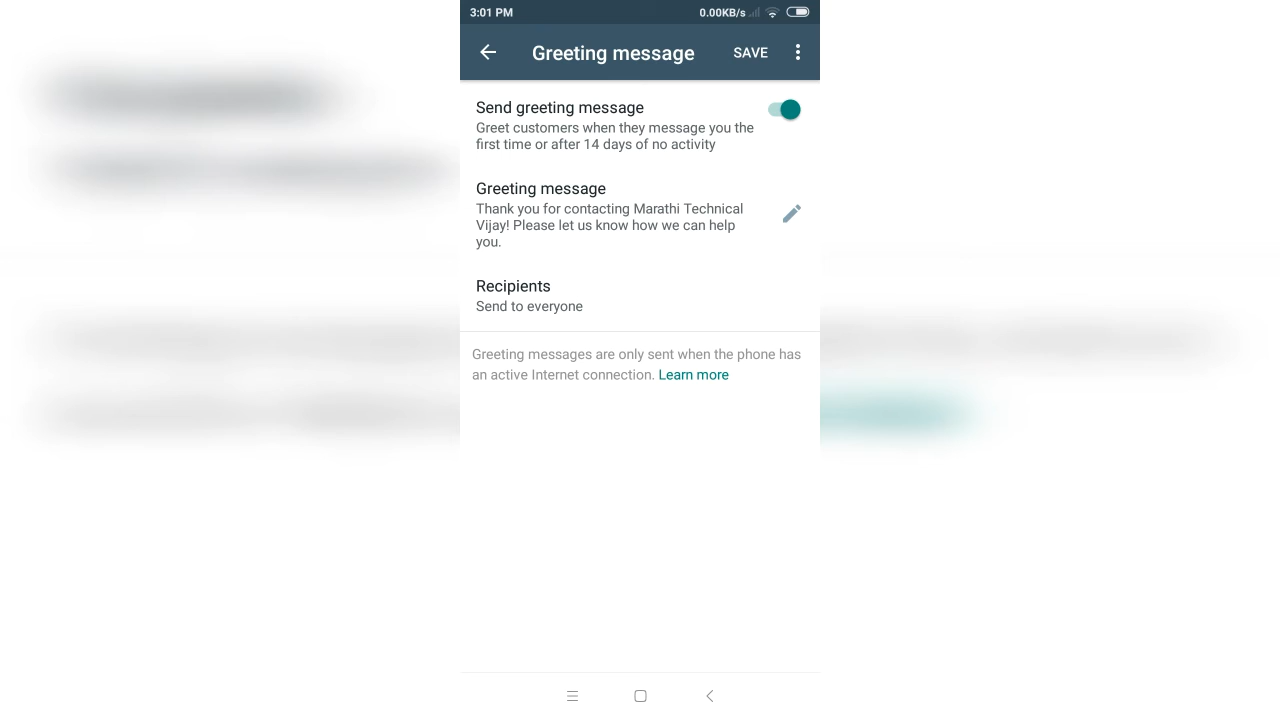 3:01 PM 0.00KB/s
Greeting message SAVE
Send greeting message
Greet customers when they message you the
first time or after 14 days of no activity
Greeting message
Thank you for contacting Marathi Technical
Vijay! Please let us know how we can help
you.
Recipients
Send to everyone
Greeting messages are only sent when the phone has
an active Internet connection. Learn more